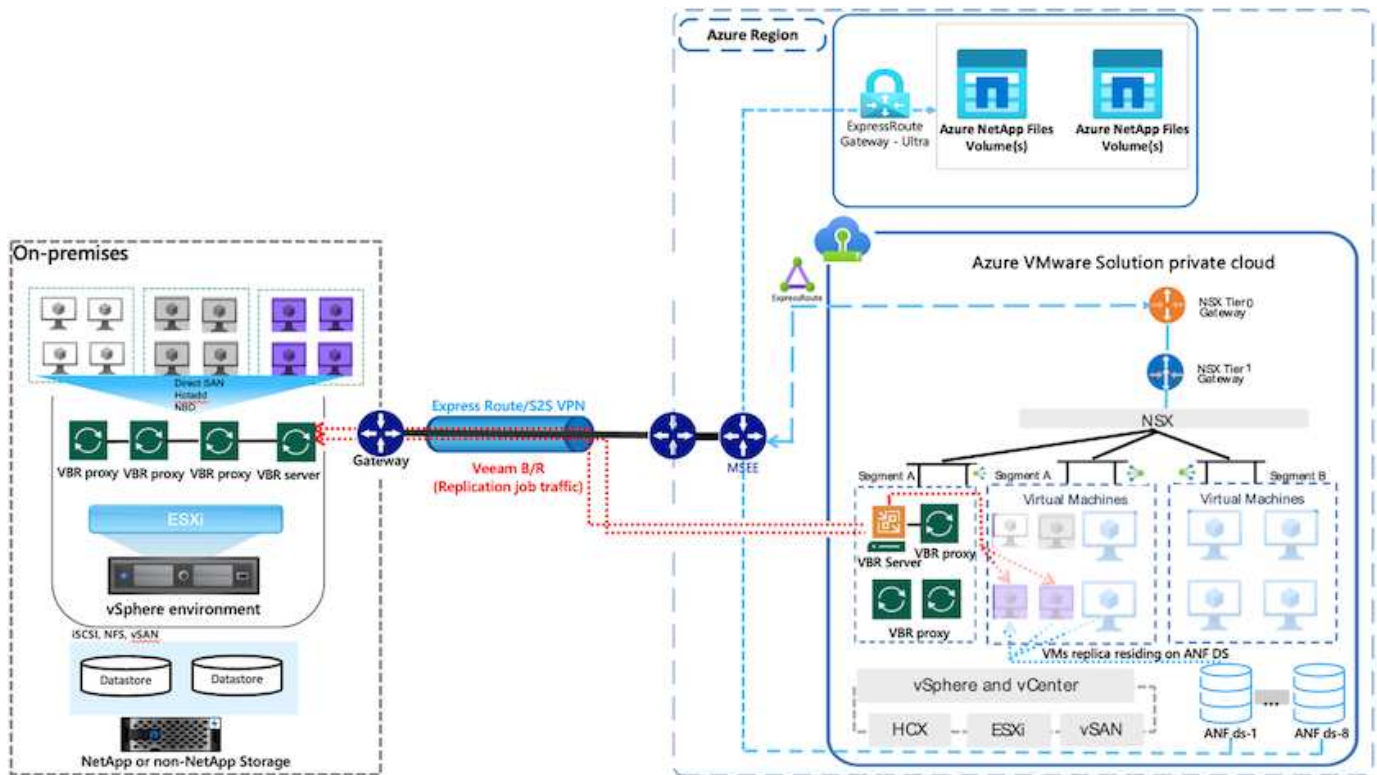 Azure Region
ExpressRoute
Gateway - Ultra
Azure NetApp Files
Volume(s)
Azure NetApp Files
Volume(s)
On-premises
Direct SAN
Hotadd
NBD
VBR proxy
VBR proxy
VBR proxy
VBR server
ESXi
vSphere environment
iSCSI, NFS, vSAN
Datastore
Datastore
NetApp or non-NetApp Storage
Gateway
Express Route/S2S VPN
Veeam B/R
(Replication job traffic)
MSEE
ExpressRoute
Azure VMware Solution private cloud
NSX Tier0
Gateway
NSX Tier1
Gateway
NSX
Segment A
Segment A
Segment B
Virtual Machines
Virtual Machines
VBR Server
VBR proxy
VBR proxy
VMs replica residing on ANF DS
vSphere and vCenter
HCX
ESXi
vSAN
...
ANF ds-1
ANF ds-8